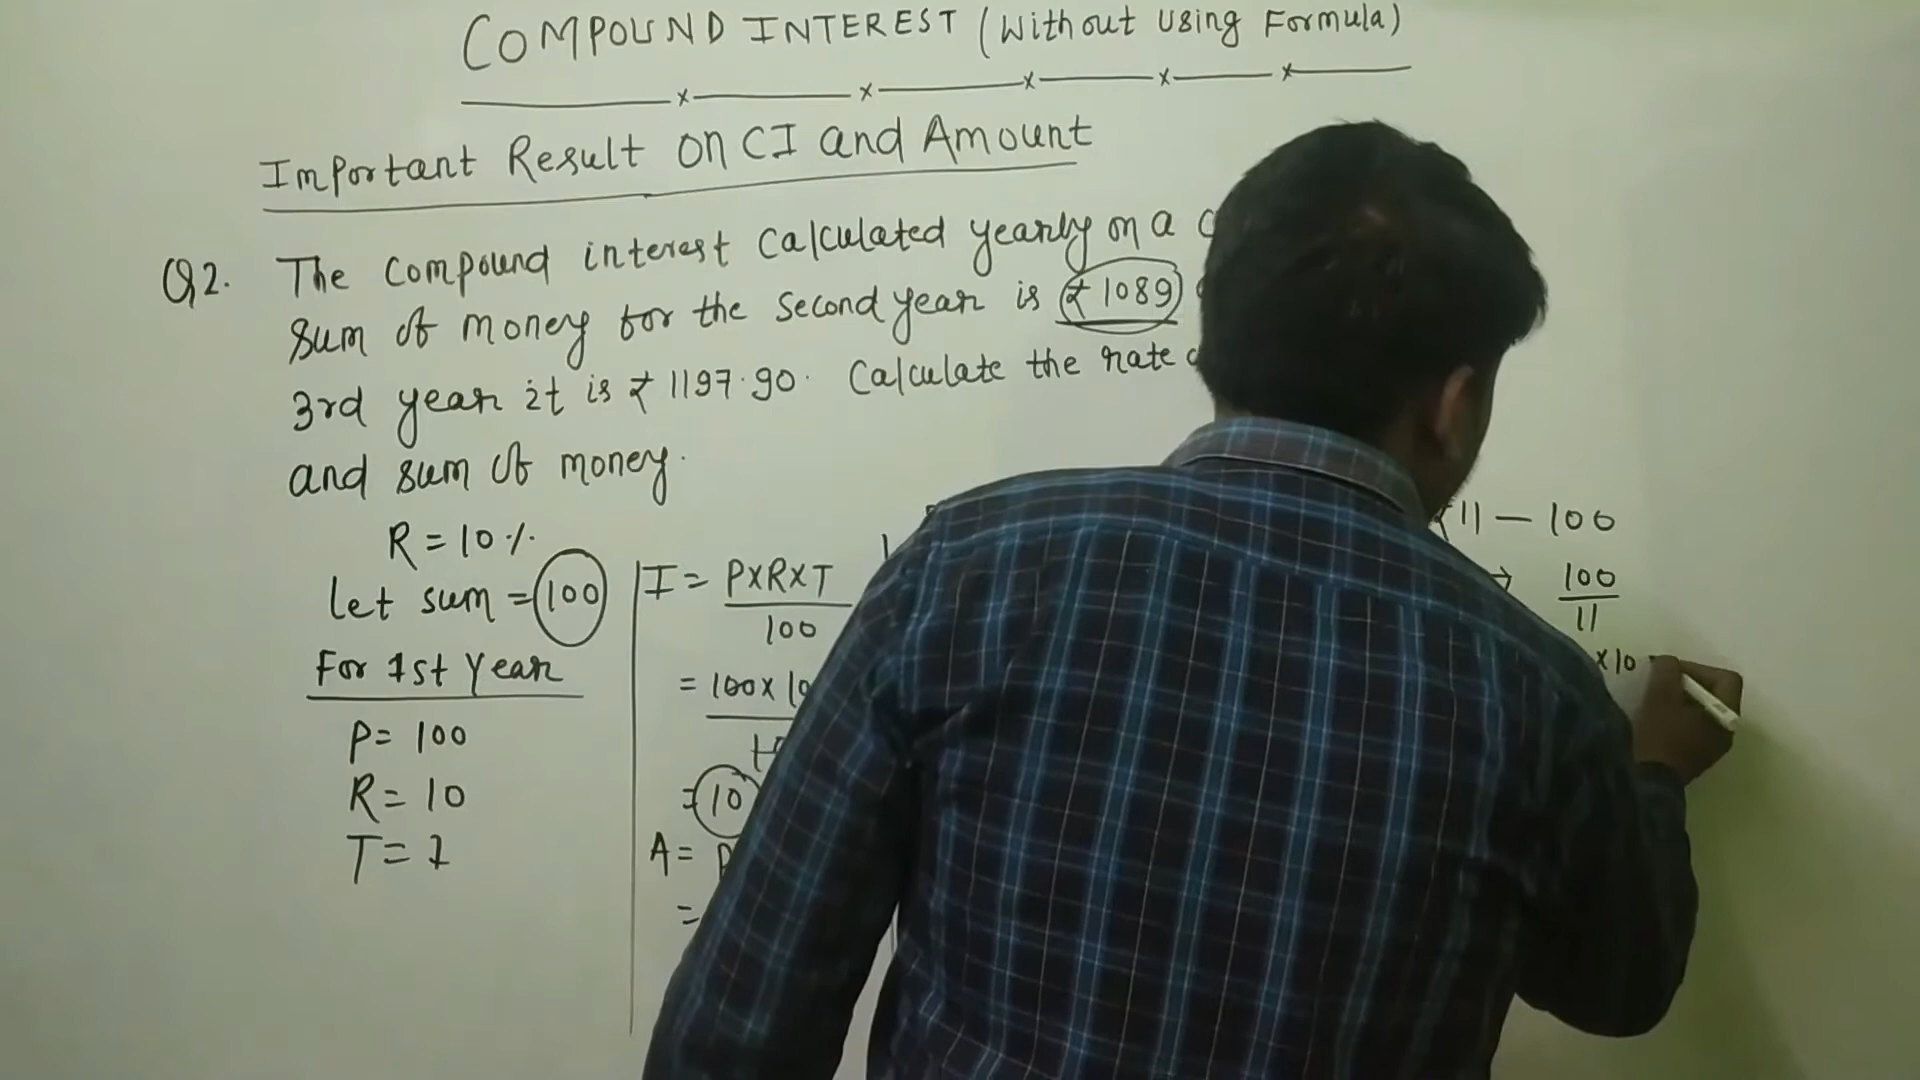 COMPOUND INTEREST (Without Using Formula)
Important Result on CI and Amount
Q2. The Compound interest Calculated yearly on a
sum of money for the second year is ₹ 1089
3rd year it is ₹ 1197.90. Calculate the rate
and sum of money.
R = 10%
let sum = 100
For 1st Year
P = 100
R = 10
T = 1
I = PXRXT
100
= 100 x 10
= 10
A = P
=
₹ 11 — 100
→ 100
11
x 10